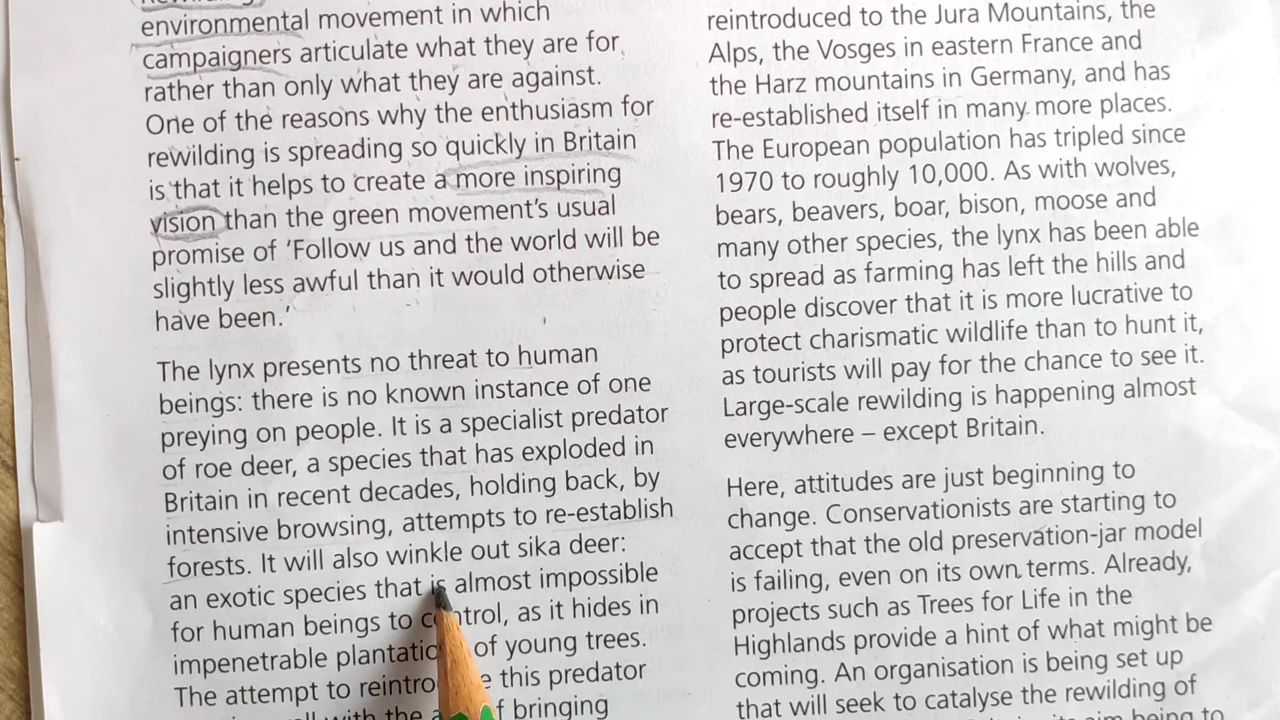 environmental movement in which
campaigners articulate what they are for,
rather than only what they are against.
One of the reasons why the enthusiasm for
rewilding is spreading so quickly in Britain
is that it helps to create a more inspiring
vision than the green movement's usual
promise of 'Follow us and the world will be
slightly less awful than it would otherwise
have been.'
The lynx presents no threat to human
beings: there is no known instance of one
preying on people. It is a specialist predator
of roe deer, a species that has exploded in
Britain in recent decades, holding back, by
intensive browsing, attempts to re-establish
forests. It will also winkle out sika deer:
an exotic species that is almost impossible
for human beings to control, as it hides in
impenetrable of young trees.
The attempt to this predator
with the bringing
reintroduced to the Jura Mountains, the
Alps, the Vosges in eastern France and
the Harz mountains in Germany, and has
re-established itself in many more places.
The European population has tripled since
1970 to roughly 10,000. As with wolves,
bears, beavers, boar, bison, moose and
many other species, the lynx has been able
to spread as farming has left the hills and
people discover that it is more lucrative to
protect charismatic wildlife than to hunt it,
as tourists will pay for the chance to see it.
Large-scale rewilding is happening almost
everywhere – except Britain.
Here, attitudes are just beginning to
change. Conservationists are starting to
accept that the old preservation-jar model
is failing, even on its own terms. Already,
projects such as Trees for Life in the
Highlands provide a hint of what might be
coming. An organisation is being set up
that will seek to catalyse the rewilding of
its aim being to